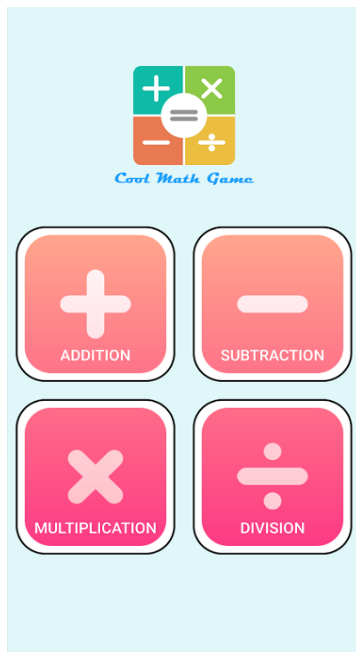 Cool Math Game
ADDITION
SUBTRACTION
MULTIPLICATION
DIVISION